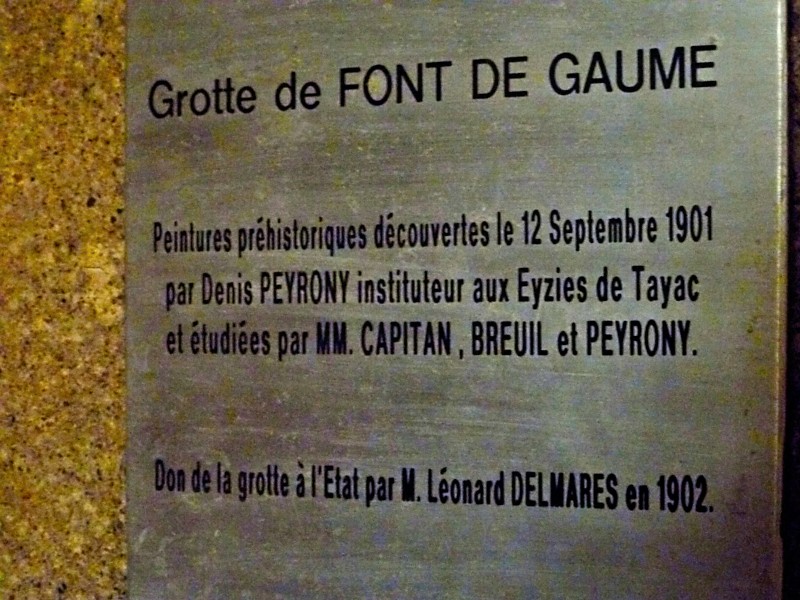 Grotte de FONT DE GAUME
Peintures préhistoriques découvertes le 12 Septembre 1901
par Denis PEYRONY instituteur aux Eyzies de Tayac
et étudiées par MM. CAPITAN , BREUIL et PEYRONY.
Don de la grotte à l'Etat par M. Léonard DELMARES en 1902.